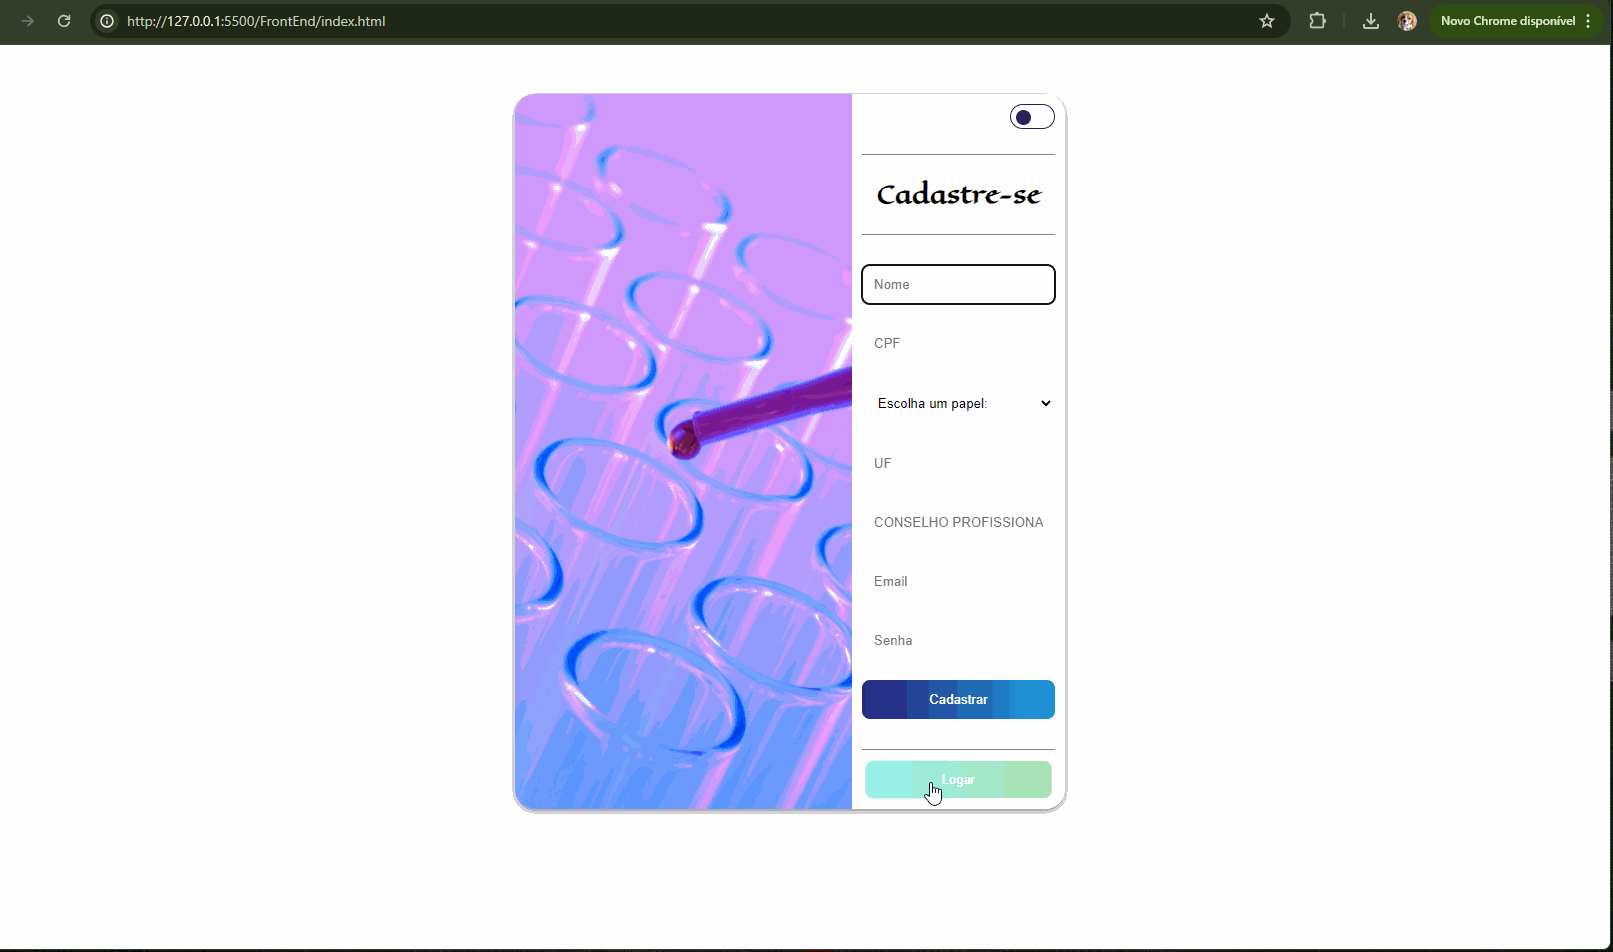 http://127.0.0.1:5500/FrontEnd/index.html
Novo Chrome disponível
Cadastre-se
Nome
CPF
Escolha um papel:
UF
CONSELHO PROFISSIONA
Email
Senha
Cadastrar
Logar